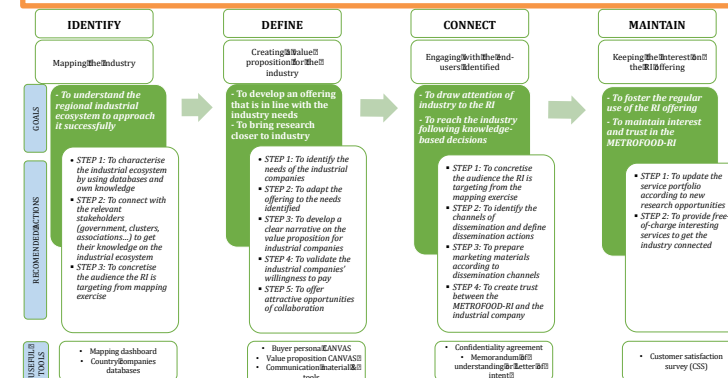 IDENTIFY
DEFINE
CONNECT
MAINTAIN
Mapping the industry
Creating a value
proposition for the
industry
Engaging with the end-
users identified
Keeping the interest on
the RI offering
GOALS
- To understand the
regional industrial
ecosystem to approach
it successfully
- To develop an offering
that is in line with the
industry needs
- To bring research
closer to industry
- To draw attention of
industry to the RI
- To reach the industry
following knowledge-
based decisions
- To foster the regular
use of the RI offering
- To maintain interest
and trust in the
METROFOOD-RI
RECOMENDED ACTIONS
▪ STEP 1: To characterise
the industrial ecosystem
by using databases and
own knowledge
▪ STEP 2: To connect with
the relevant
stakeholders
(government, clusters,
associations...) to get
their knowledge on the
industrial ecosystem
▪ STEP 3: To concretise
the audience the RI is
targeting from mapping
exercise
▪ STEP 1: To identify the
needs of the industrial
companies
▪ STEP 2: To adapt the
offering to the needs
identified
▪ STEP 3: To develop a
clear narrative on the
value proposition for
industrial companies
▪ STEP 4: To validate the
industrial companies'
willingness to pay
▪ STEP 5: To offer
attractive opportunities
of collaboration
▪ STEP 1: To concretise
the audience the RI is
targeting from the
mapping exercise
▪ STEP 2: To identify the
channels of
dissemination and define
dissemination actions
▪ STEP 3: To prepare
marketing materials
according to
dissemination channels
▪ STEP 4: To create trust
between the
METROFOOD-RI and the
industrial company
▪ STEP 1: To update the
service portfolio
according to new
research opportunities
▪ STEP 2: To provide free-
of-charge interesting
services to get the
industry connected
USEFUL
TOOLS
• Mapping dashboard
• Country companies
databases
• Buyer persona CANVAS
• Value proposition CANVAS
• Communication material &
tools
• Confidentiality agreement
• Memorandum of
understanding or Letter of
intent
• Customer satisfaction
survey (CSS)